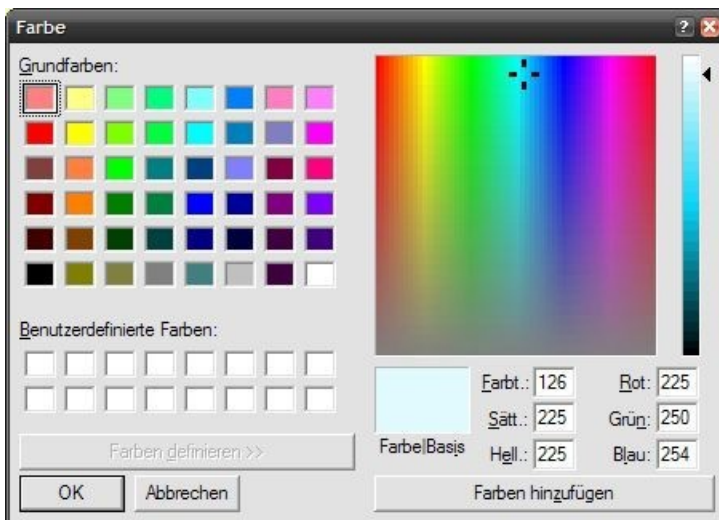 Farbe
Grundfarben:
Benutzerdefinierte Farben:
Farben definieren >>
OK
Abbrechen
Farbe|Basis
Farbt.: 126
Sätt.: 225
Hell.: 225
Rot: 225
Grün: 250
Blau: 254
Farben hinzufügen